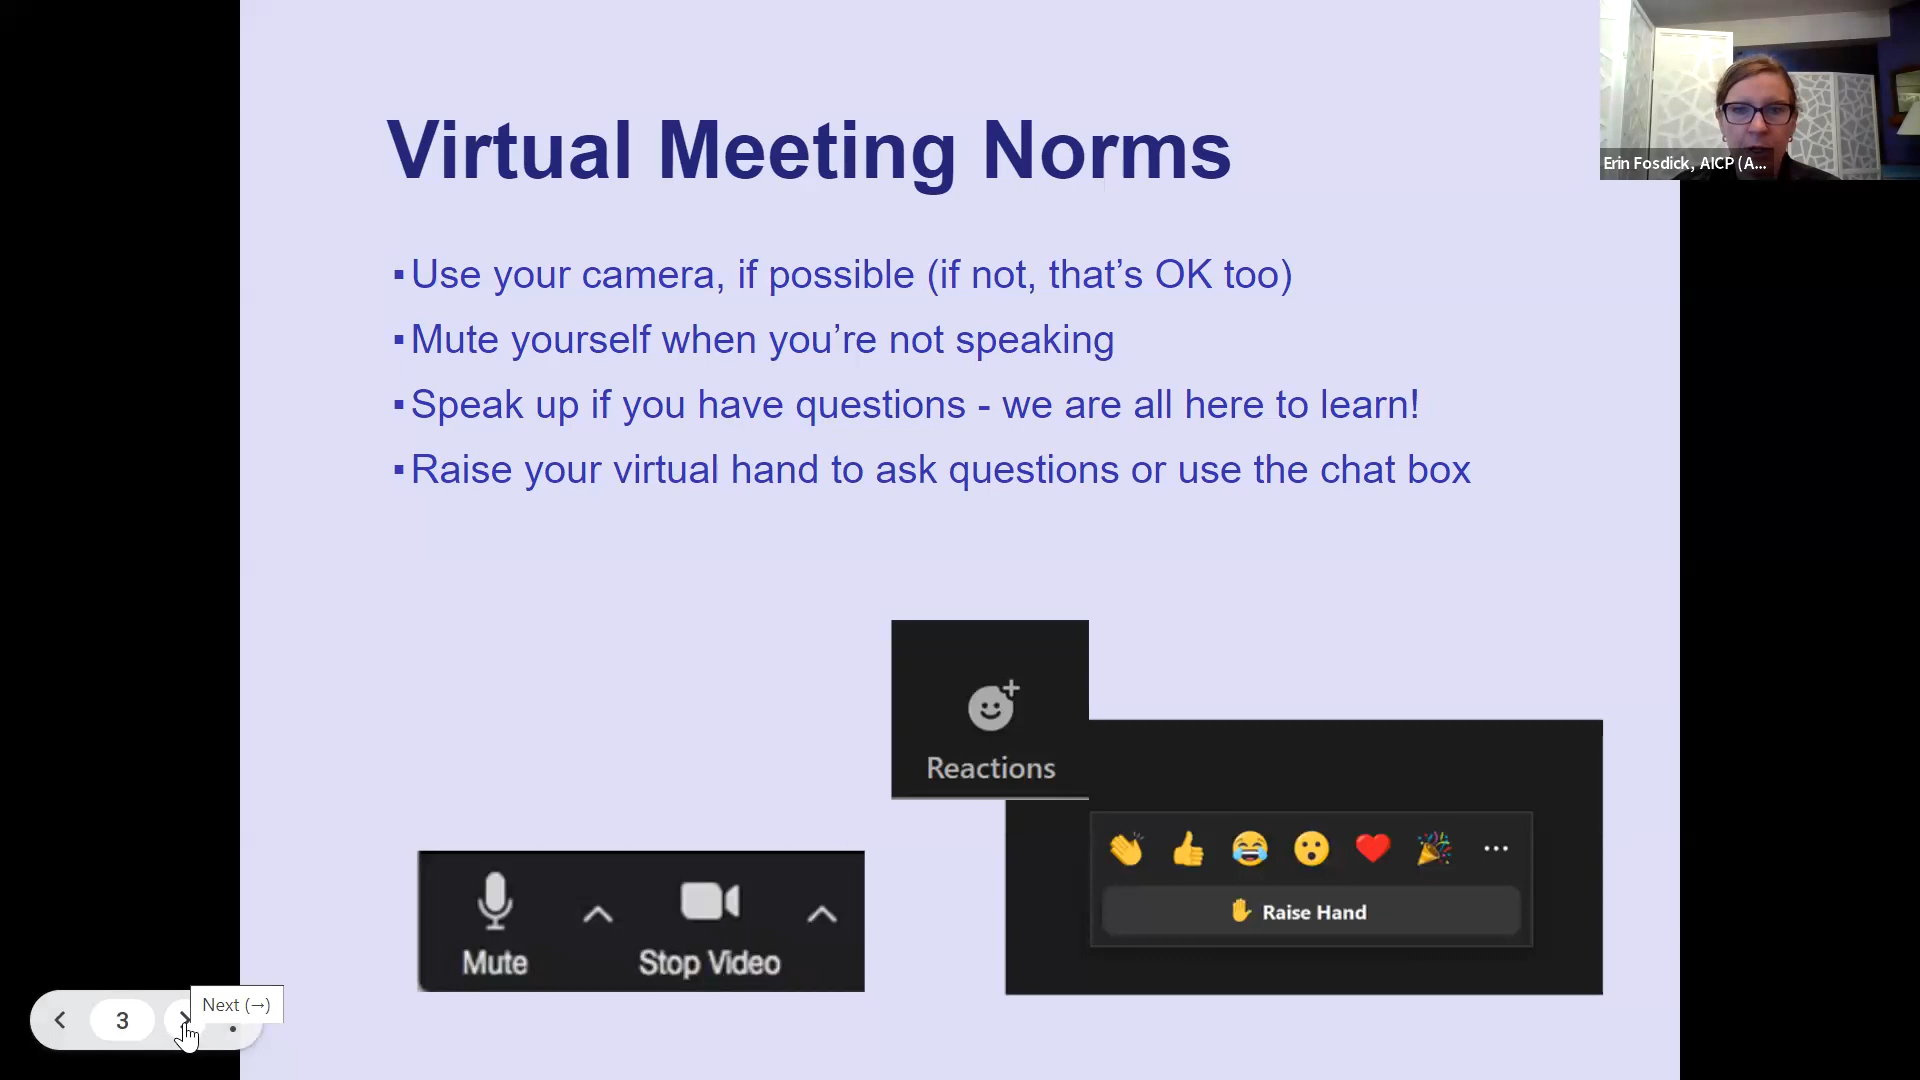 Virtual Meeting Norms
Erin Fosdick, AICP (A...
▪Use your camera, if possible (if not, that’s OK too)
▪Mute yourself when you’re not speaking
▪Speak up if you have questions - we are all here to learn!
▪Raise your virtual hand to ask questions or use the chat box
Reactions
Raise Hand
Mute
Stop Video
Next (→)
3